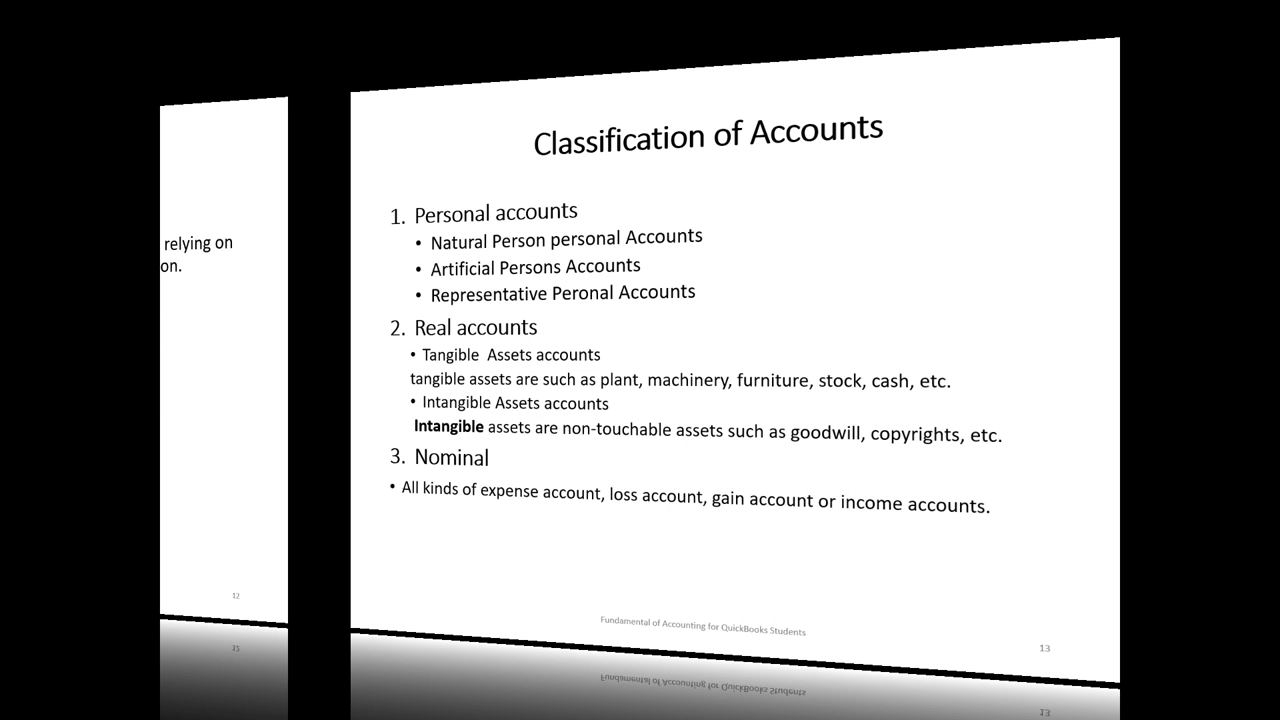 relying on
on.
12
Classification of Accounts
1. Personal accounts
• Natural Person personal Accounts
• Artificial Persons Accounts
• Representative Peronal Accounts
2. Real accounts
• Tangible Assets accounts
tangible assets are such as plant, machinery, furniture, stock, cash, etc.
• Intangible Assets accounts
Intangible assets are non-touchable assets such as goodwill, copyrights, etc.
3. Nominal
• All kinds of expense account, loss account, gain account or income accounts.
Fundamental of Accounting for QuickBooks Students
13